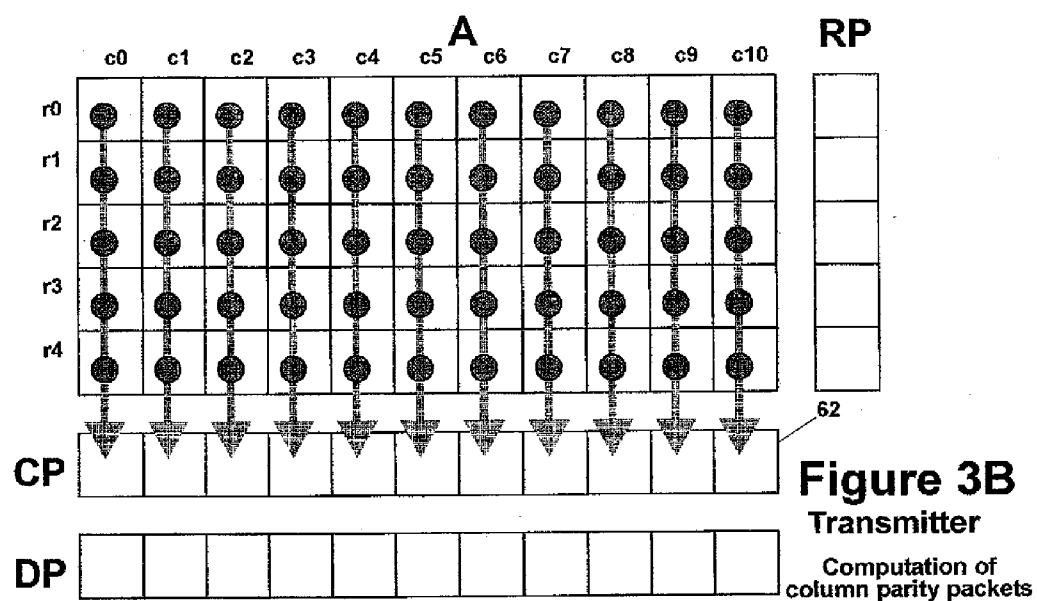 A
RP
c0 c1 c2 c3 c4 c5 c6 c7 c8 c9 c10
r0
r1
r2
r3
r4
62
CP
Figure 3B
Transmitter
DP
Computation of
column parity packets